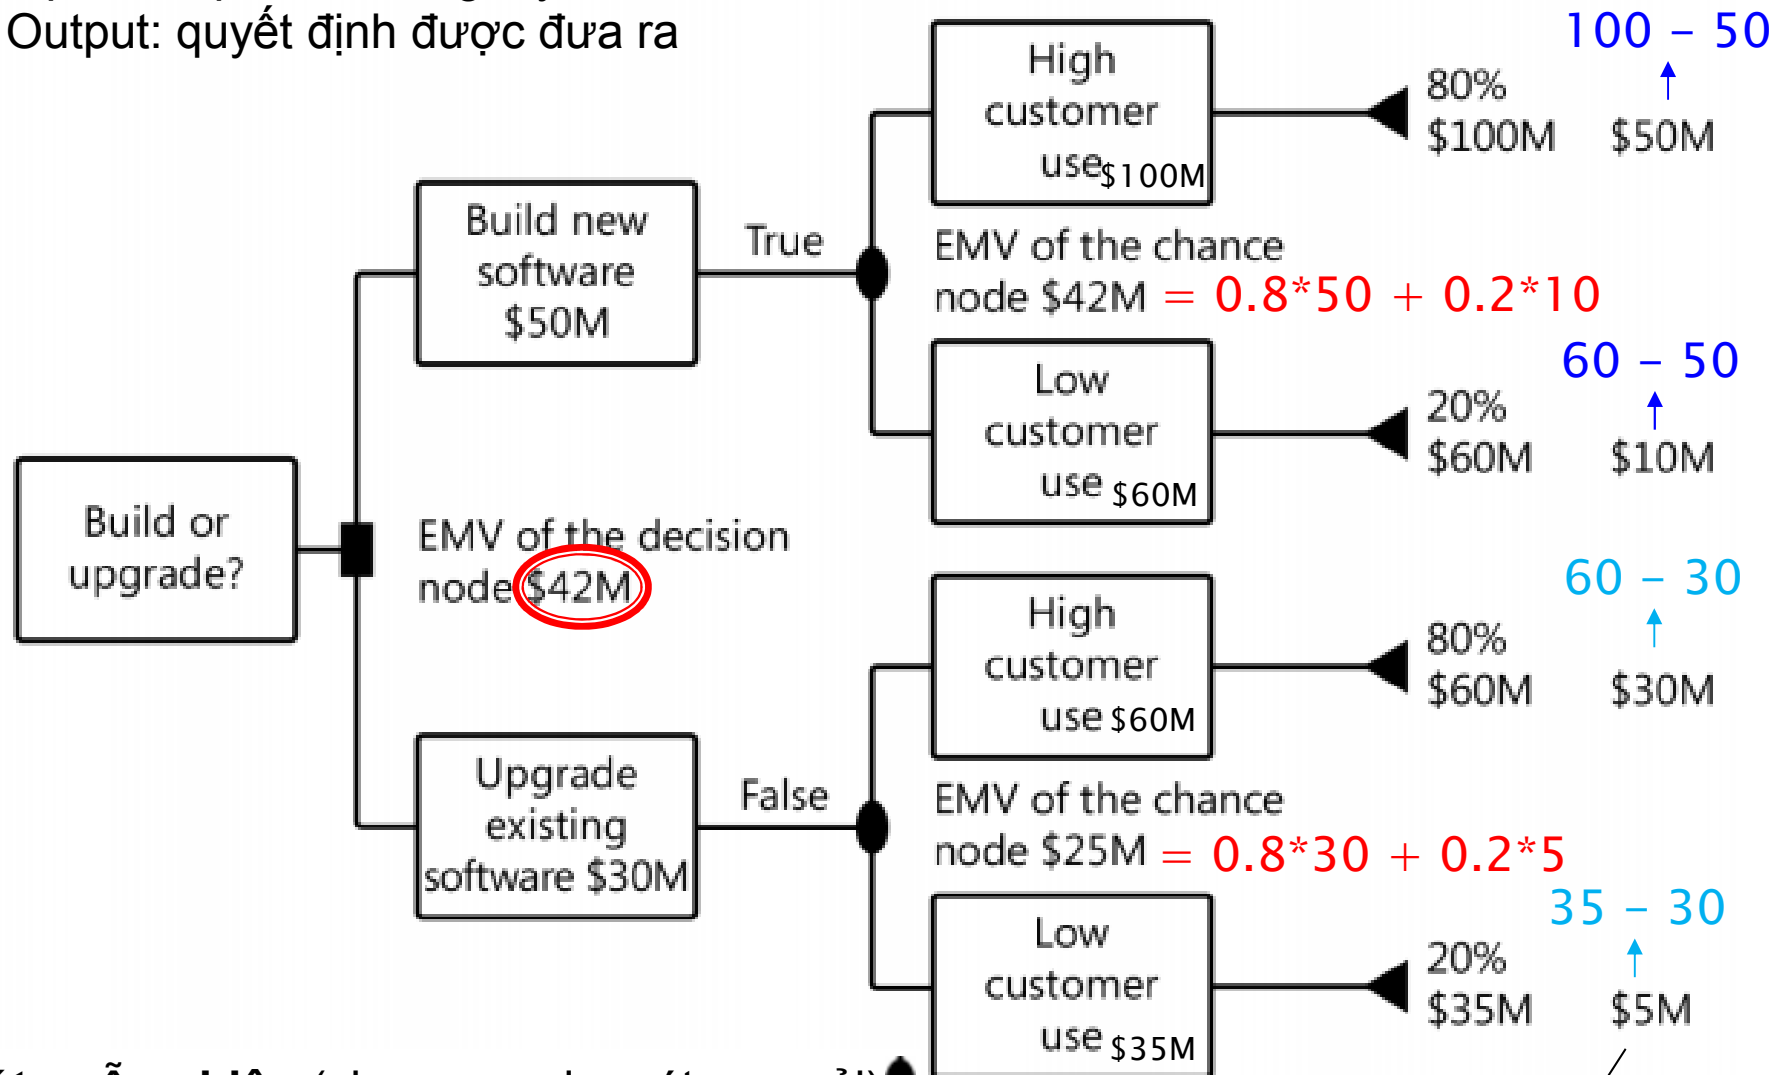 Output: quyết định được đưa ra
100 – 50
High
customer
use $100M
80%
$100M $50M
Build new
software
$50M
True
EMV of the chance
node $42M = 0.8*50 + 0.2*10
60 – 50
Low
customer
use $60M
20%
$60M $10M
Build or
upgrade?
EMV of the decision
node $42M
60 – 30
High
customer
use $60M
80%
$60M $30M
Upgrade
existing
software $30M
False
EMV of the chance
node $25M = 0.8*30 + 0.2*5
35 – 30
Low
customer
use $35M
20%
$35M $5M